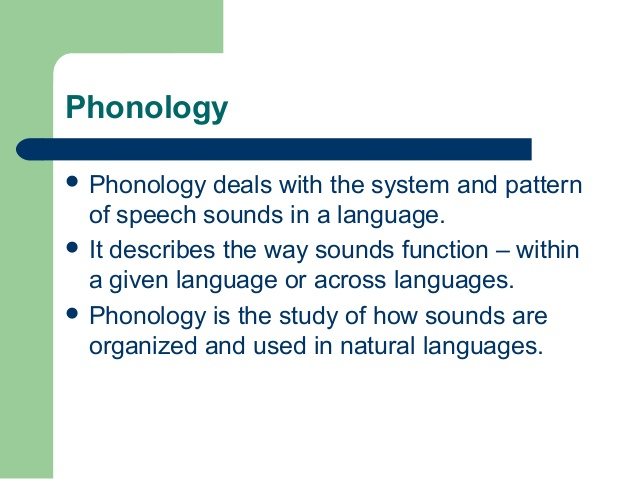 Phonology
• Phonology deals with the system and pattern
of speech sounds in a language.
• It describes the way sounds function – within
a given language or across languages.
• Phonology is the study of how sounds are
organized and used in natural languages.